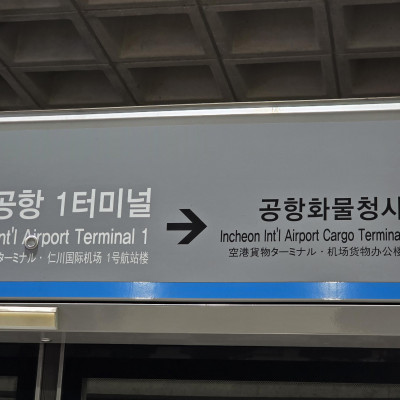 공항 1터미널
Int'l Airport Terminal 1
ターミナル · 仁川国际机场 1号航站楼
공항화물청사
Incheon Int'l Airport Cargo Terminal
空港貨物ターミナル · 机场货物办公楼